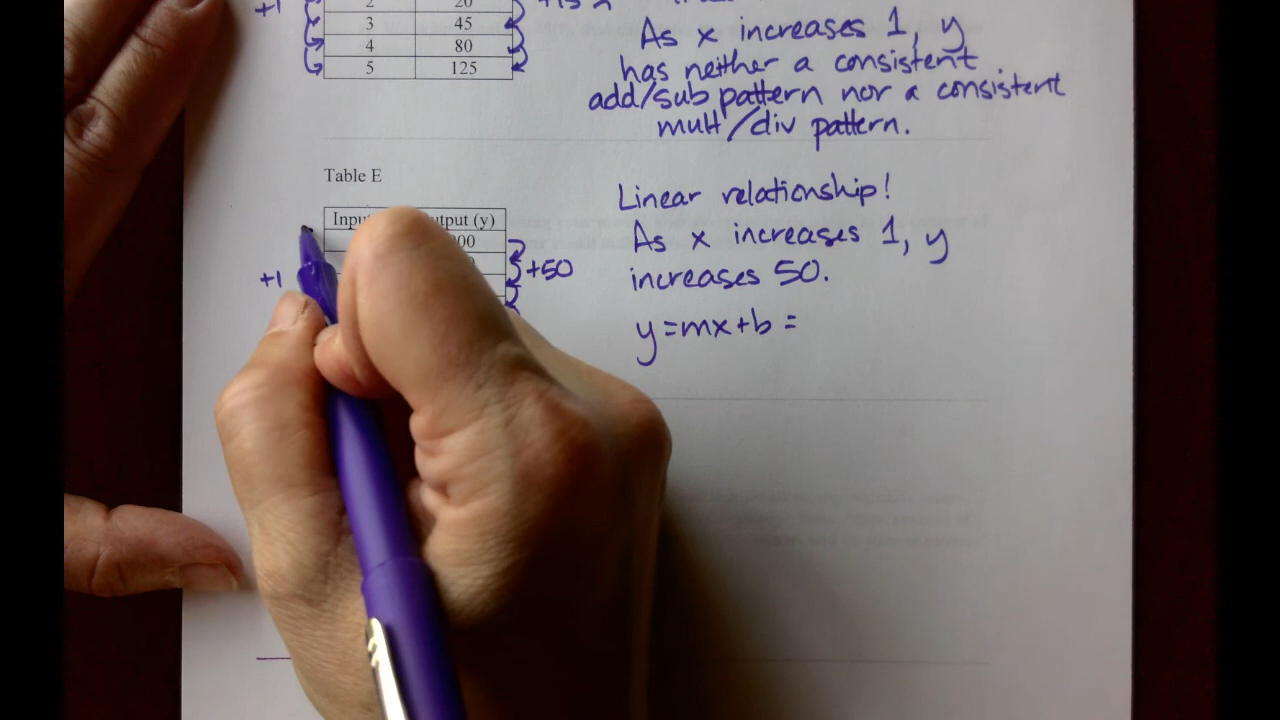 2 20
+1 3 45
4 80
5 125
As x increases 1, y
has neither a consistent
add/sub pattern nor a consistent
mult/div pattern.
Table E
(y)
+1
+50
Linear relationship!
As x increases 1, y
increases 50.
y=mx+b =